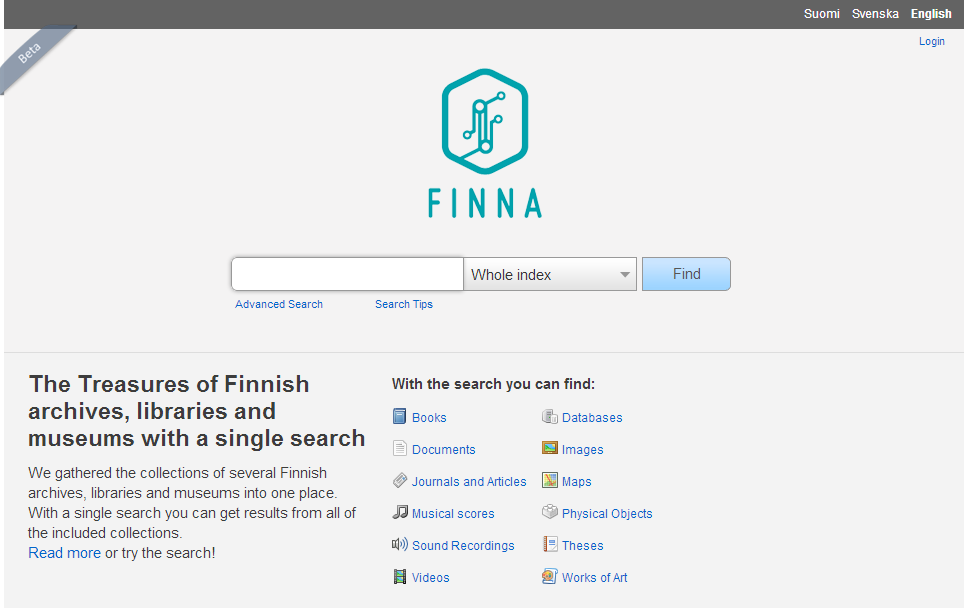 Suomi Svenska English
Beta
Login
FINNA
Whole index
Find
Advanced Search
Search Tips
The Treasures of Finnish
archives, libraries and
museums with a single search
We gathered the collections of several Finnish
archives, libraries and museums into one place.
With a single search you can get results from all of
the included collections.
Read more or try the search!
With the search you can find:
Books
Databases
Documents
Images
Journals and Articles
Maps
Musical scores
Physical Objects
Sound Recordings
Theses
Videos
Works of Art